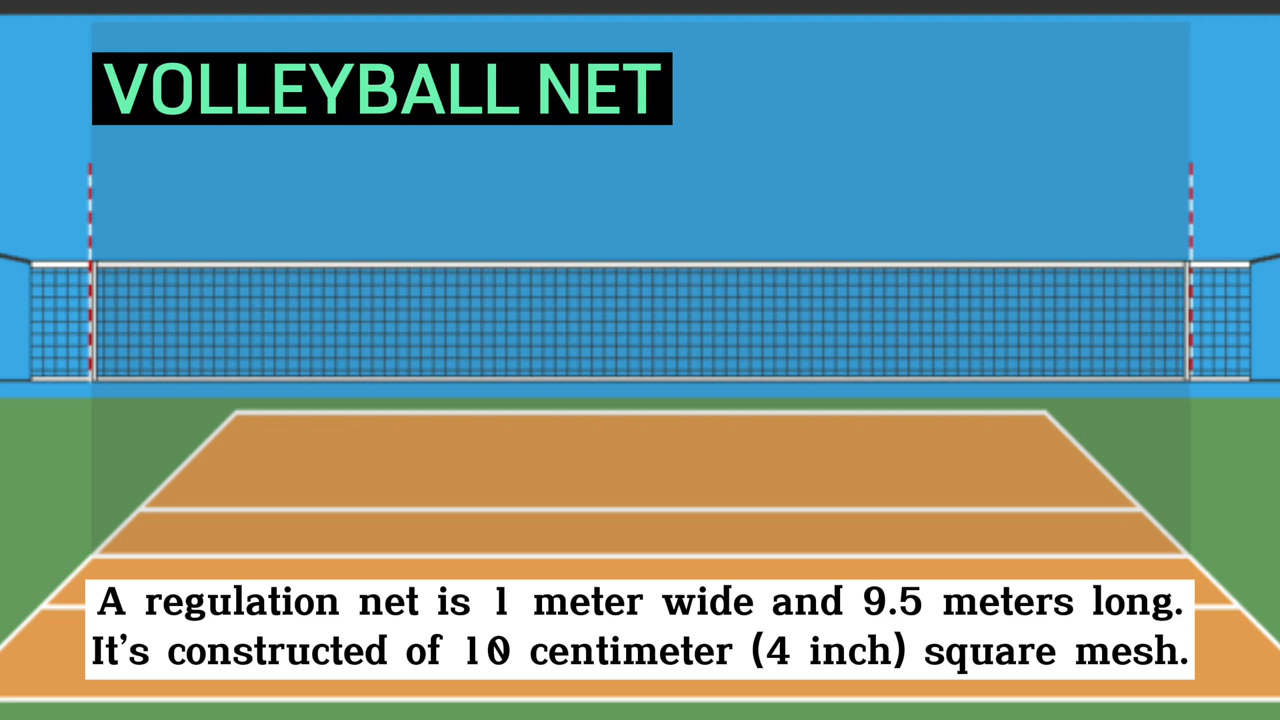 VOLLEYBALL NET
A regulation net is 1 meter wide and 9.5 meters long.
It's constructed of 10 centimeter (4 inch) square mesh.